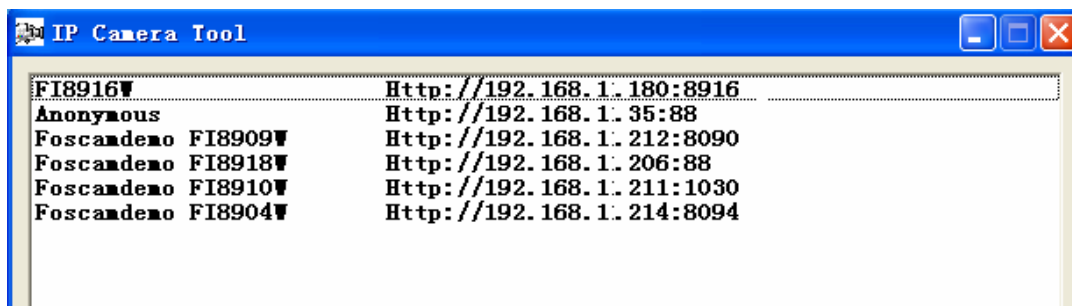 IP Camera Tool
FI8916W Http://192.168.1.180:8916
Anonymous Http://192.168.1.35:88
Foscamdemo FI8909W Http://192.168.1.212:8090
Foscamdemo FI8918W Http://192.168.1.206:88
Foscamdemo FI8910W Http://192.168.1.211:1030
Foscamdemo FI8904W Http://192.168.1.214:8094